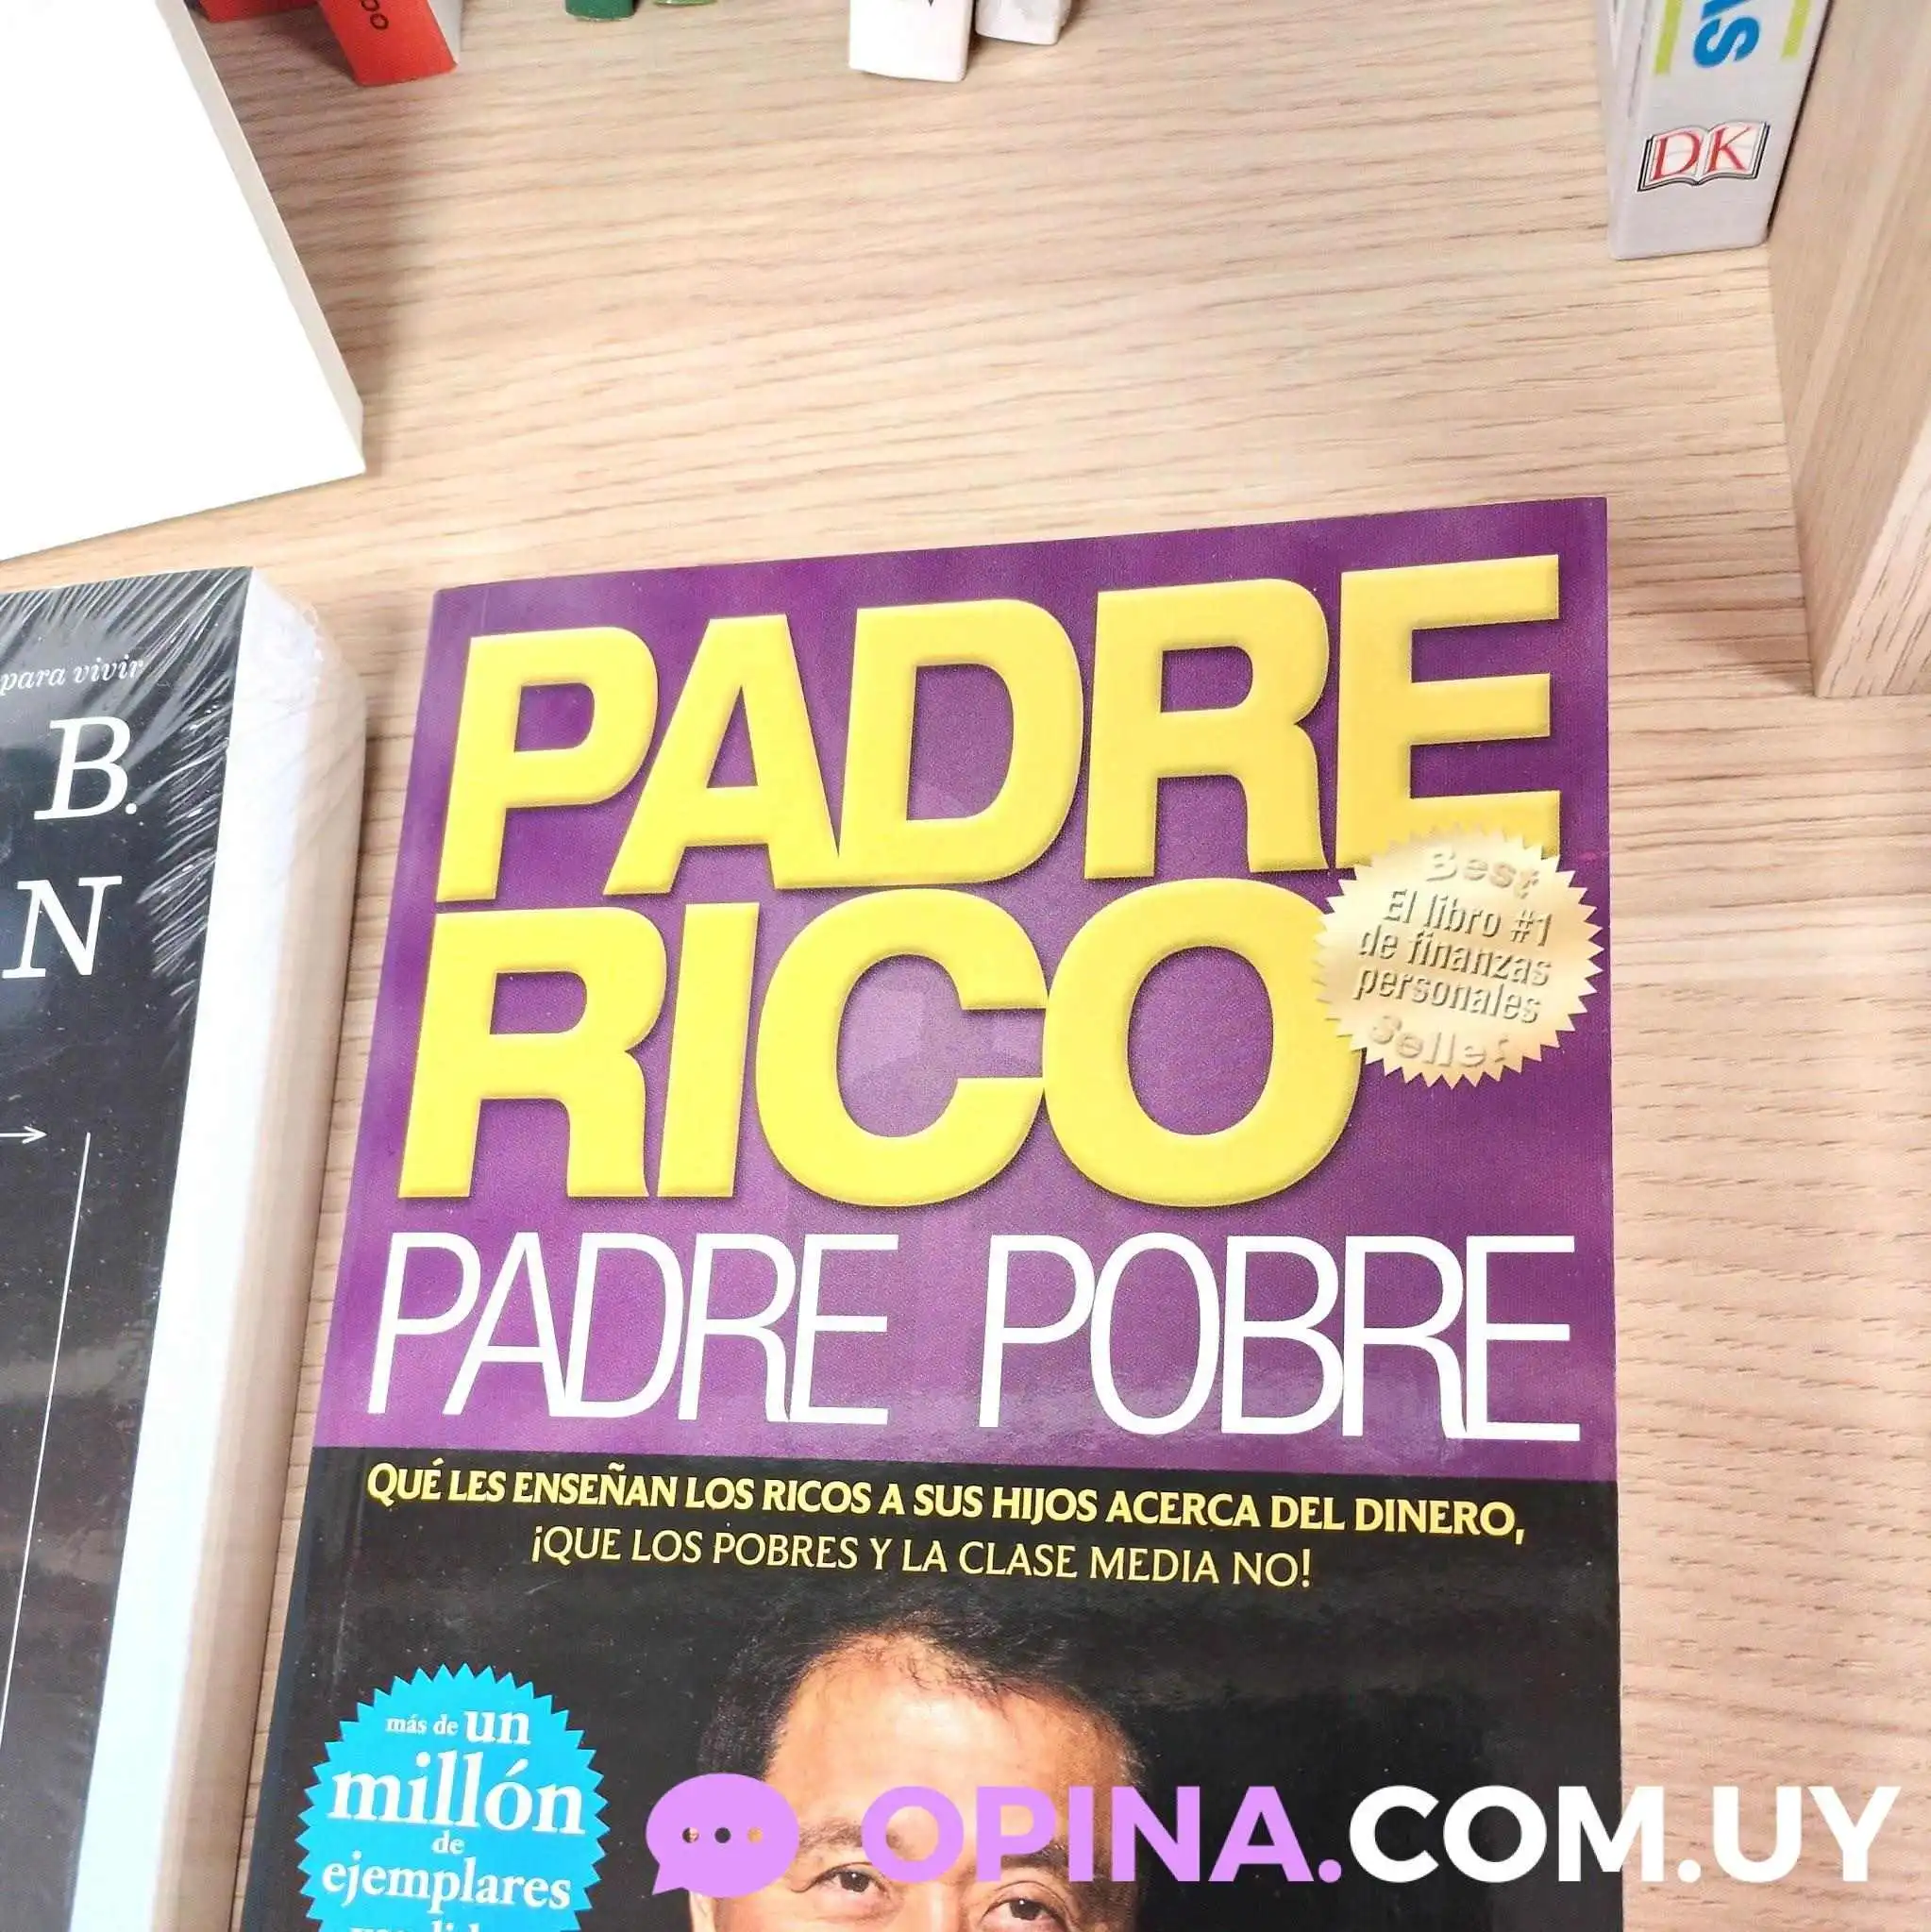 DK
para vivir
B.
N
PADRE
RICO
Best
El libro #1
de finanzas
personales
Seller
PADRE POBRE
QUÉ LES ENSEÑAN LOS RICOS A SUS HIJOS ACERCA DEL DINERO,
¡QUE LOS POBRES Y LA CLASE MEDIA NO!
más de un
millón
de
ejemplares
OPINA.COM.UY